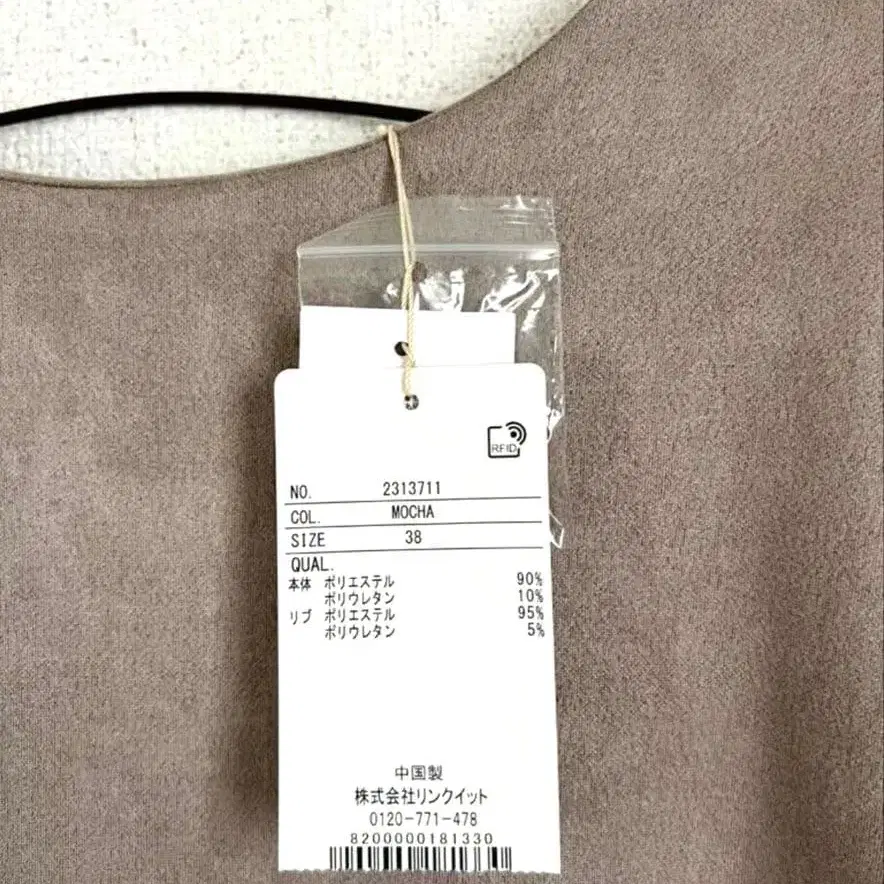 RFID
NO. 2313711
COL. MOCHA
SIZE 38
QUAL.
本体 ポリエステル 90%
ポリウレタン 10%
リブ ポリエステル 95%
ポリウレタン 5%
中国製
株式会社リンクイット
0120-771-478
8200000181330